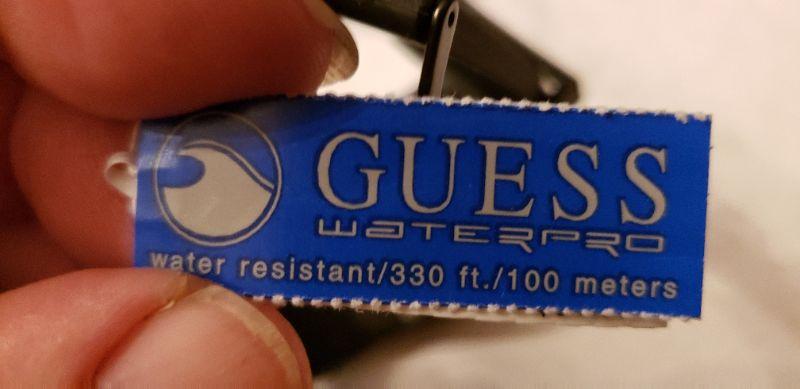 GUESS
WATERPRO
water resistant/330 ft./100 meters